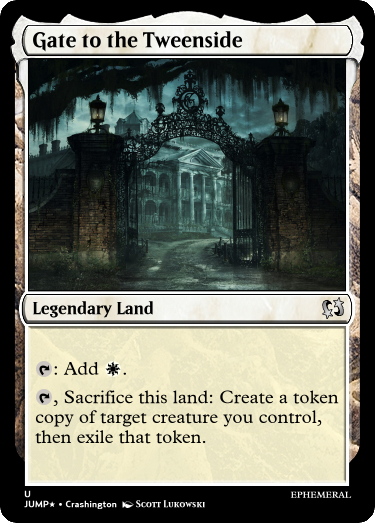 Gate to the Tweenside
Legendary Land
: Add .
, Sacrifice this land: Create a token
copy of target creature you control,
then exile that token.
U
EPHEMERAL
JUMP★ • Crashington Scott Lukowski